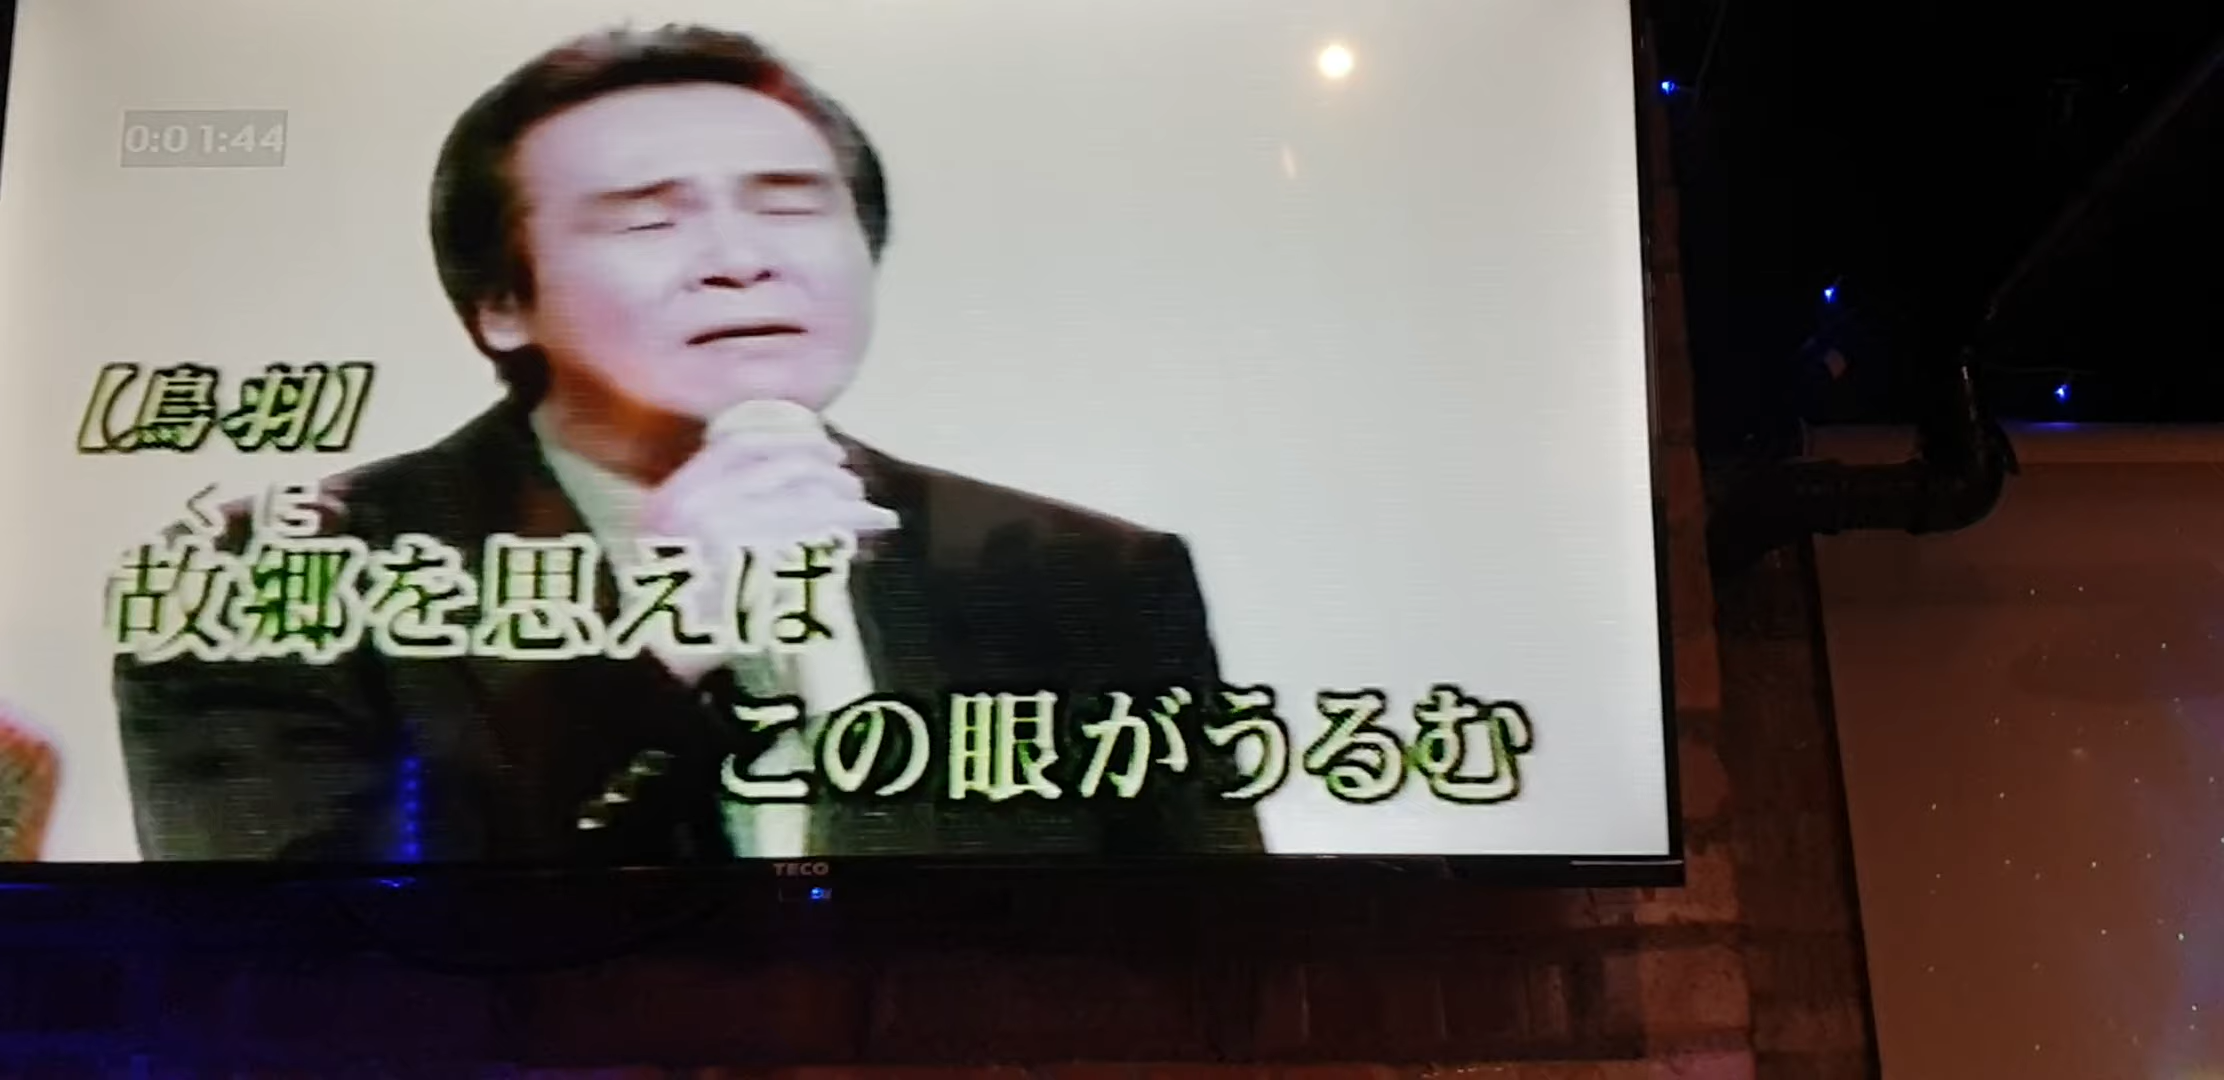 0:01:44
【鳥羽】
くに
故郷を思えば
この眼がうるむ
TECO